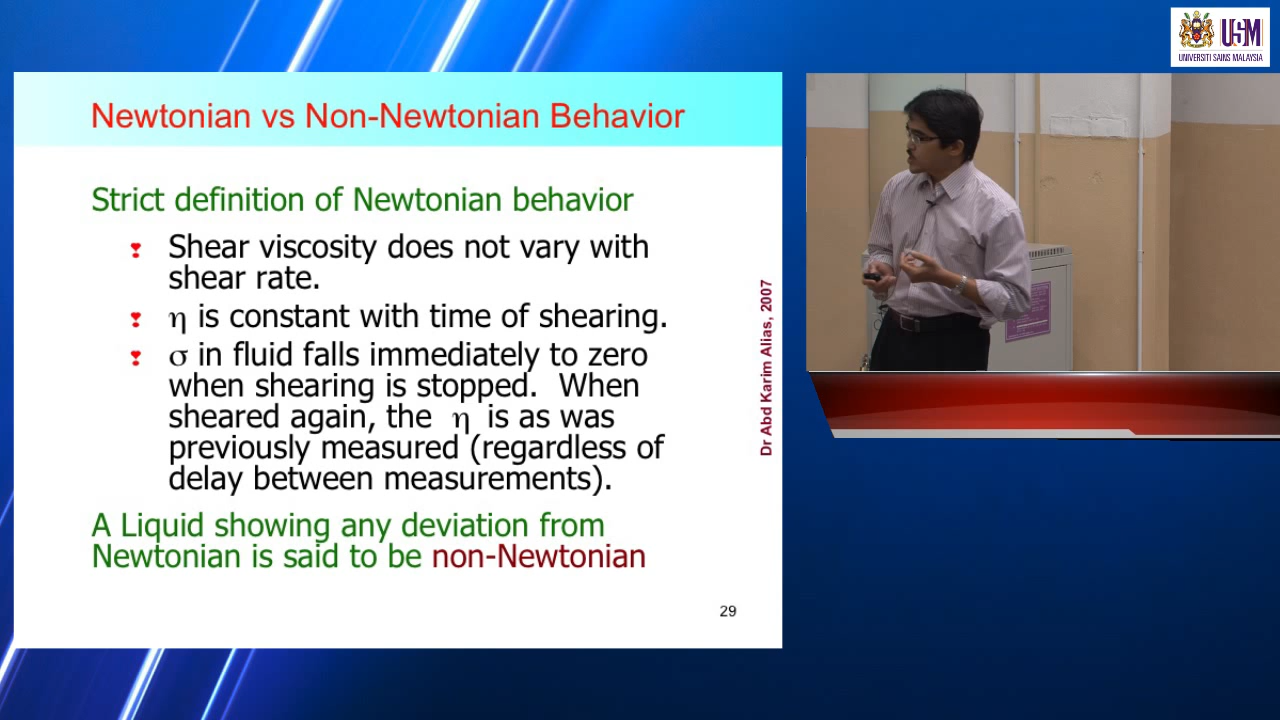 USM
UNIVERSITI SAINS MALAYSIA
Newtonian vs Non-Newtonian Behavior
Strict definition of Newtonian behavior
Shear viscosity does not vary with
shear rate.
η is constant with time of shearing.
σ in fluid falls immediately to zero
when shearing is stopped. When
sheared again, the η is as was
previously measured (regardless of
delay between measurements).
A Liquid showing any deviation from
Newtonian is said to be non-Newtonian
29
Dr Abd Karim Alias, 2007